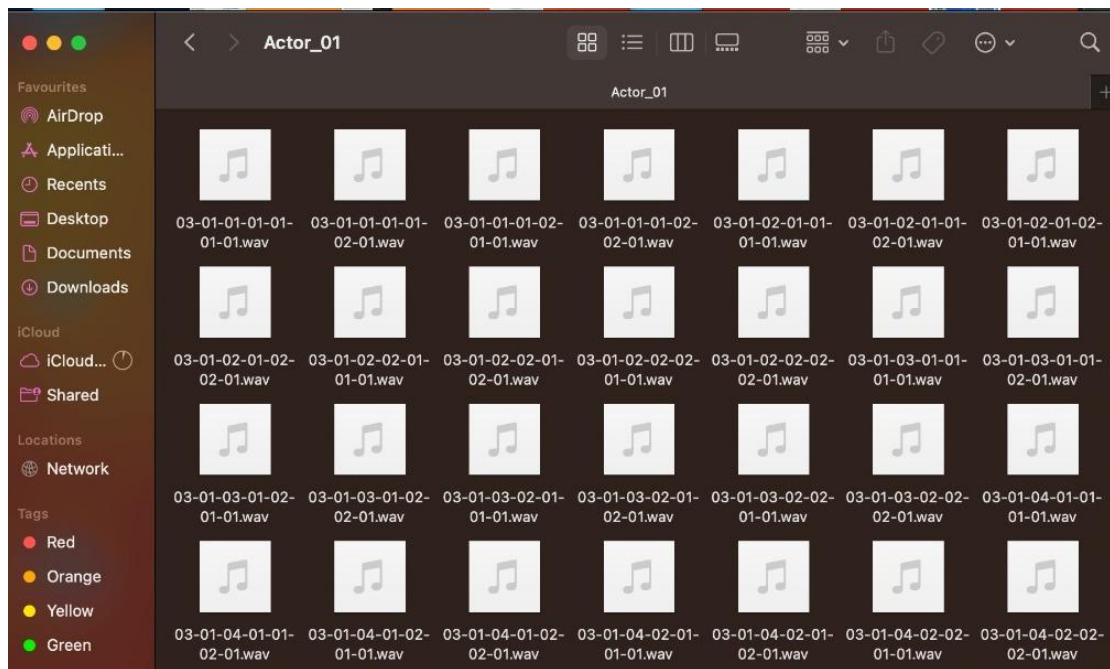 Actor_01
Actor_01
Favourites
AirDrop
Applicati...
Recents
Desktop
Documents
Downloads
iCloud
iCloud...
Shared
Locations
Network
Tags
Red
Orange
Yellow
Green
03-01-01-01-01-
01-01.wav
03-01-01-01-01-
02-01.wav
03-01-01-01-02-
01-01.wav
03-01-01-01-02-
02-01.wav
03-01-02-01-01-
01-01.wav
03-01-02-01-01-
02-01.wav
03-01-02-01-02-
01-01.wav
03-01-02-01-02-
02-01.wav
03-01-02-02-01-
01-01.wav
03-01-02-02-01-
02-01.wav
03-01-02-02-02-
01-01.wav
03-01-02-02-02-
02-01.wav
03-01-03-01-01-
01-01.wav
03-01-03-01-01-
02-01.wav
03-01-03-01-02-
01-01.wav
03-01-03-01-02-
02-01.wav
03-01-03-02-01-
01-01.wav
03-01-03-02-01-
02-01.wav
03-01-03-02-02-
01-01.wav
03-01-03-02-02-
02-01.wav
03-01-04-01-01-
01-01.wav
03-01-04-01-01-
02-01.wav
03-01-04-01-02-
01-01.wav
03-01-04-01-02-
02-01.wav
03-01-04-02-01-
01-01.wav
03-01-04-02-01-
02-01.wav
03-01-04-02-02-
01-01.wav
03-01-04-02-02-
02-01.wav